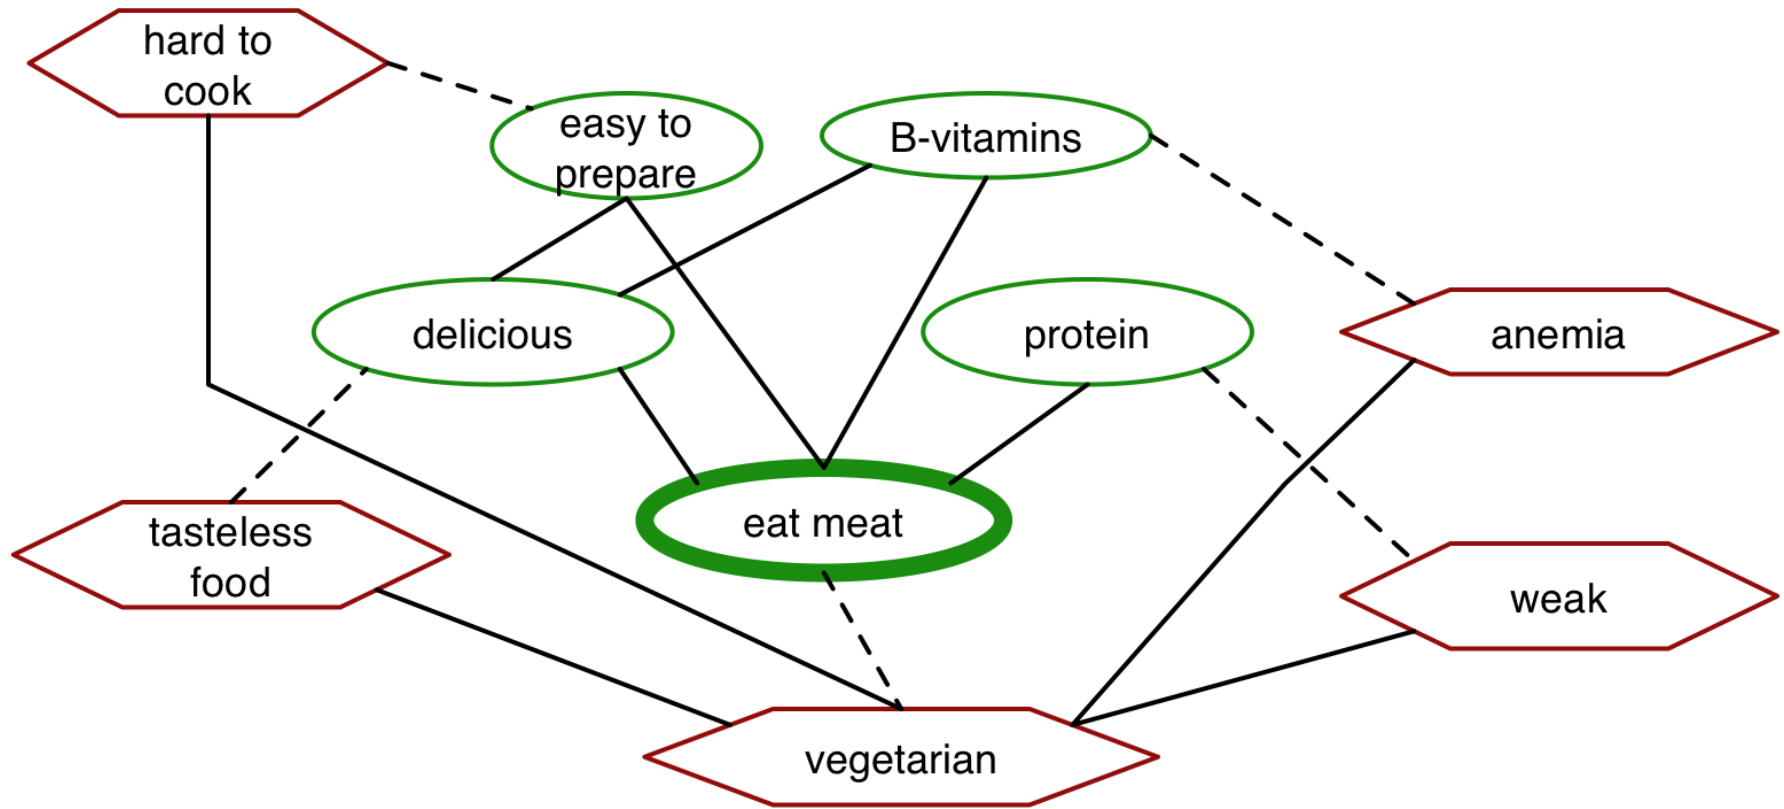 hard to
cook
easy to
prepare
B-vitamins
delicious
protein
anemia
tasteless
food
eat meat
weak
vegetarian